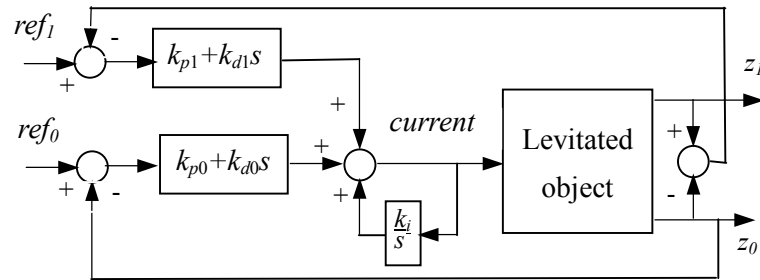 ref1
-
+
kp1+kd1s
+
z1
ref0
+
-
kp0+kd0s
+
+
current
ki
s
Levitated
object
+
-
z0